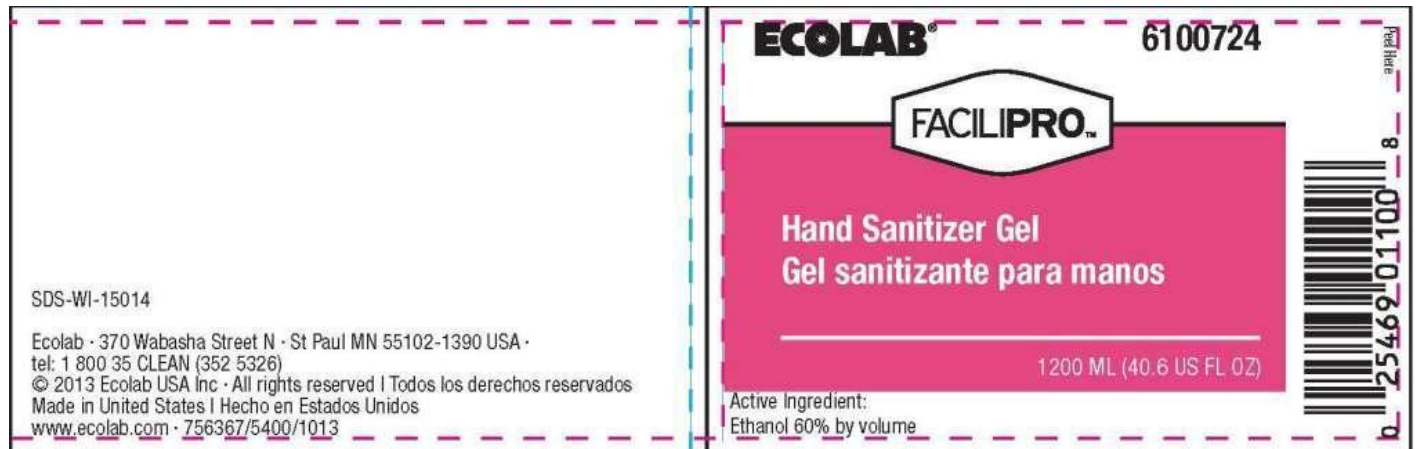 SDS-WI-15014
Ecolab · 370 Wabasha Street N · St Paul MN 55102-1390 USA ·
tel: 1 800 35 CLEAN (352 5326)
© 2013 Ecolab USA Inc · All rights reserved | Todos los derechos reservados
Made in United States | Hecho en Estados Unidos
www.ecolab.com · 756367/5400/1013
ECOLAB®
6100724
Peel Here
FACILIPRO™
Hand Sanitizer Gel
Gel sanitizante para manos
1200 ML (40.6 US FL OZ)
Active Ingredient:
Ethanol 60% by volume
0 25469 01100 8